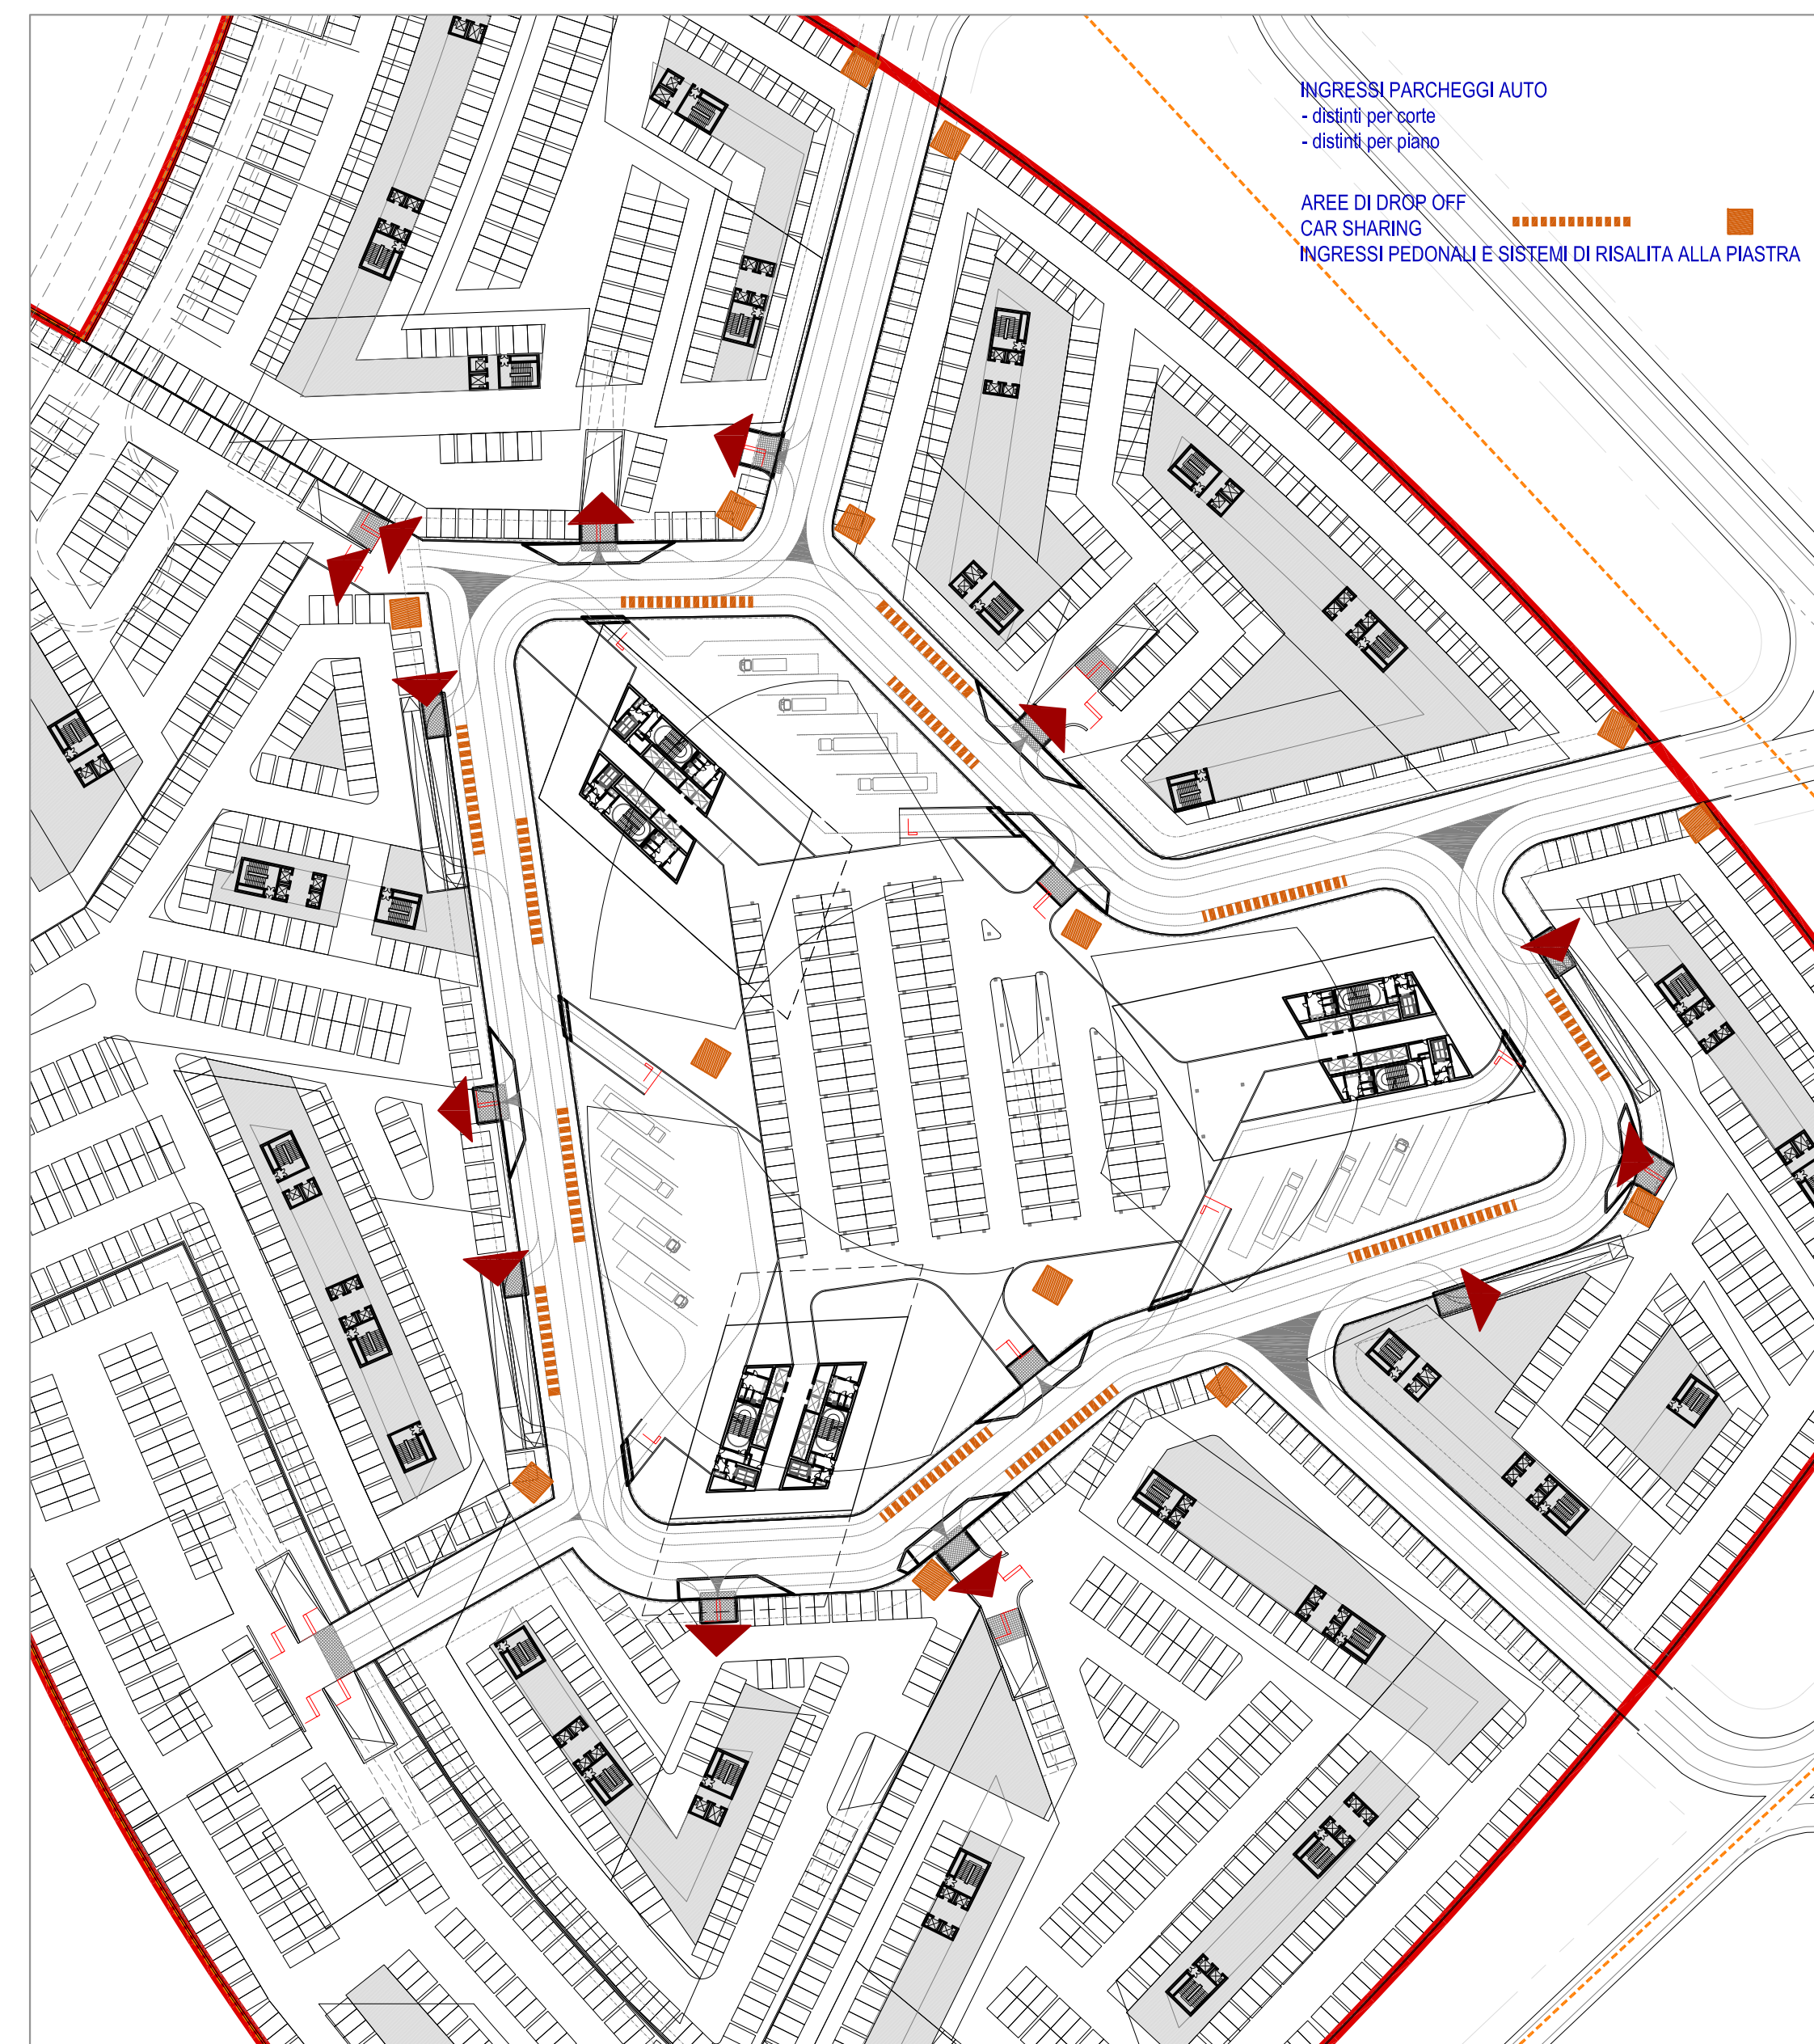 INGRESSI PARCHEGGI AUTO
- distinti per corte
- distinti per piano
AREE DI DROP OFF
CAR SHARING
INGRESSI PEDONALI E SISTEMI DI RISALITA ALLA PIASTRA